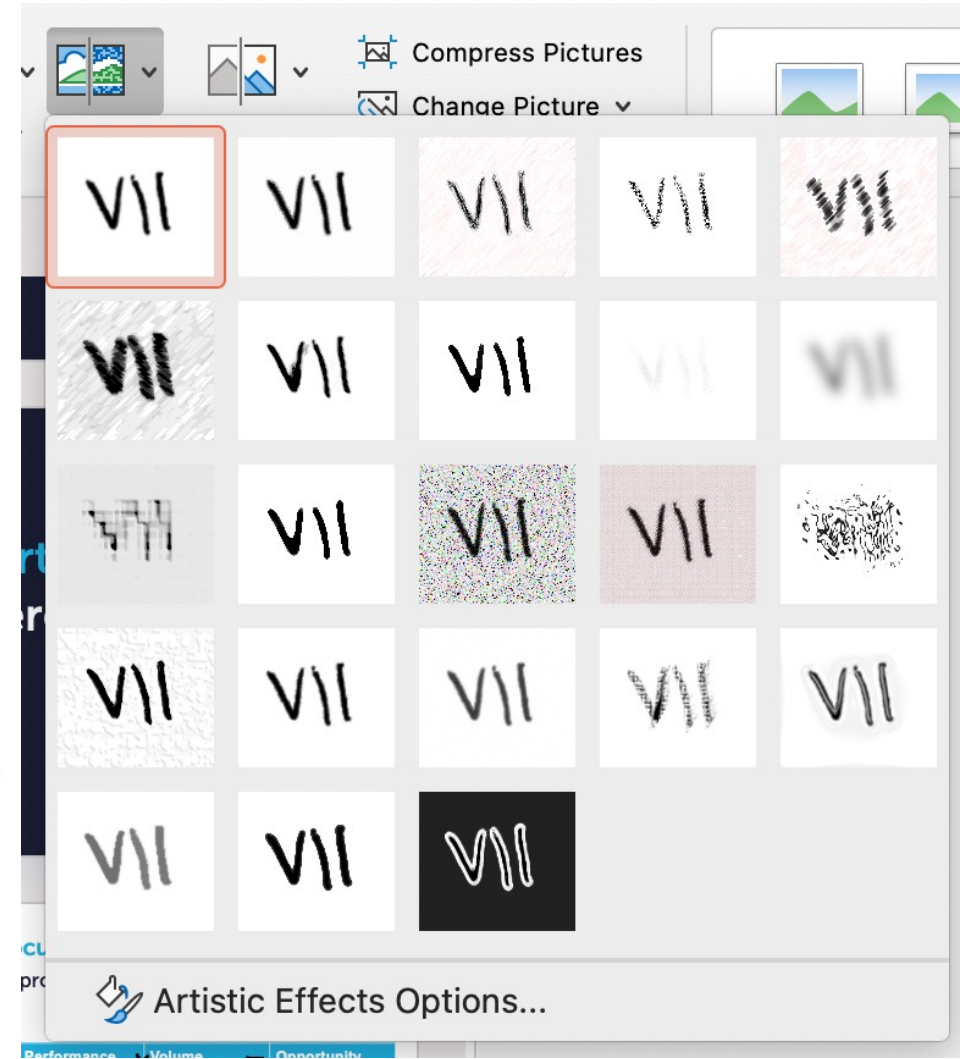 Compress Pictures
Change Picture
VII VII VII VII VII
VII VII VII VII VII
VII VII VII
VII VII VII VII VII
VII VII VII
Artistic Effects Options...
Performance Volume Opportunity